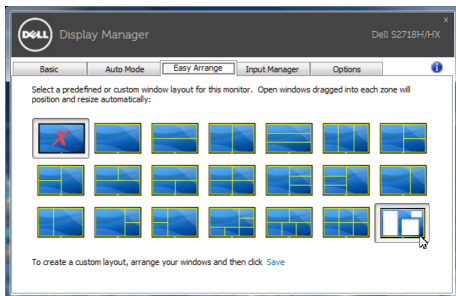 DELL Display Manager Dell S2718H/HX
Basic Auto Mode Easy Arrange Input Manager Options
Select a predefined or custom window layout for this monitor. Open windows dragged into each zone will
position and resize automatically:
To create a custom layout, arrange your windows and then click Save